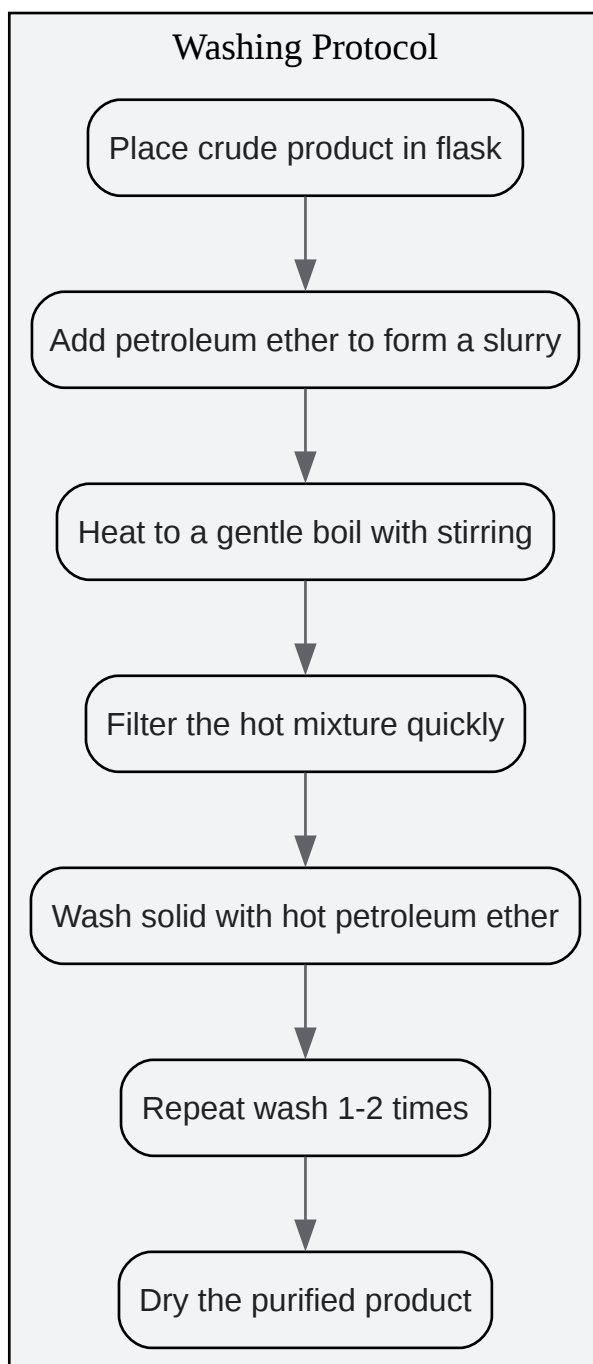 Washing Protocol
Place crude product in flask
Add petroleum ether to form a slurry
Heat to a gentle boil with stirring
Filter the hot mixture quickly
Wash solid with hot petroleum ether
Repeat wash 1-2 times
Dry the purified product